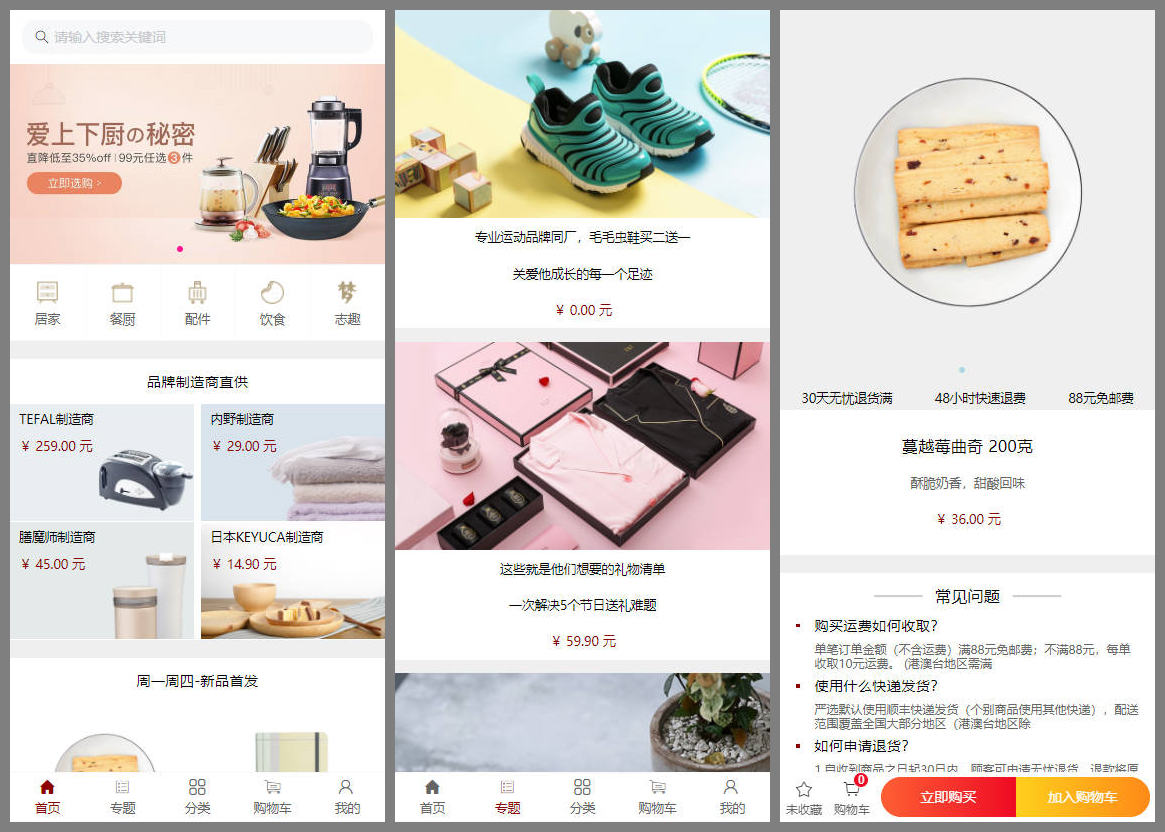 请输入搜索关键词
爱上下厨の秘密
直降低至35%off | 99元任选3件
立即选购 >
居家
餐厨
配件
饮食
志趣
品牌制造商直供
TEFAL制造商
¥ 259.00 元
内野制造商
¥ 29.00 元
膳魔师制造商
¥ 45.00 元
日本KEYUCA制造商
¥ 14.90 元
周一周四-新品首发
首页
专题
分类
购物车
我的
专业运动品牌同厂，毛毛虫鞋买二送一
关爱他成长的每一个足迹
¥ 0.00 元
这些就是他们想要的礼物清单
一次解决5个节日送礼难题
¥ 59.90 元
首页
专题
分类
购物车
我的
30天无忧退货满
48小时快速退费
88元免邮费
蔓越莓曲奇 200克
酥脆奶香，甜酸回味
¥ 36.00 元
常见问题
购买运费如何收取？
单笔订单金额（不含运费）满88元免邮费；不满88元，每单
收取10元运费。 (港澳台地区需满
使用什么快递发货？
严选默认使用顺丰快递发货（个别商品使用其他快递），配送
范围覆盖全国大部分地区（港澳台地区除
如何申请退货？
1.自收到商品之日起30日内，顾客可申请无忧退货，退款将原
未收藏
购物车
0
立即购买
加入购物车